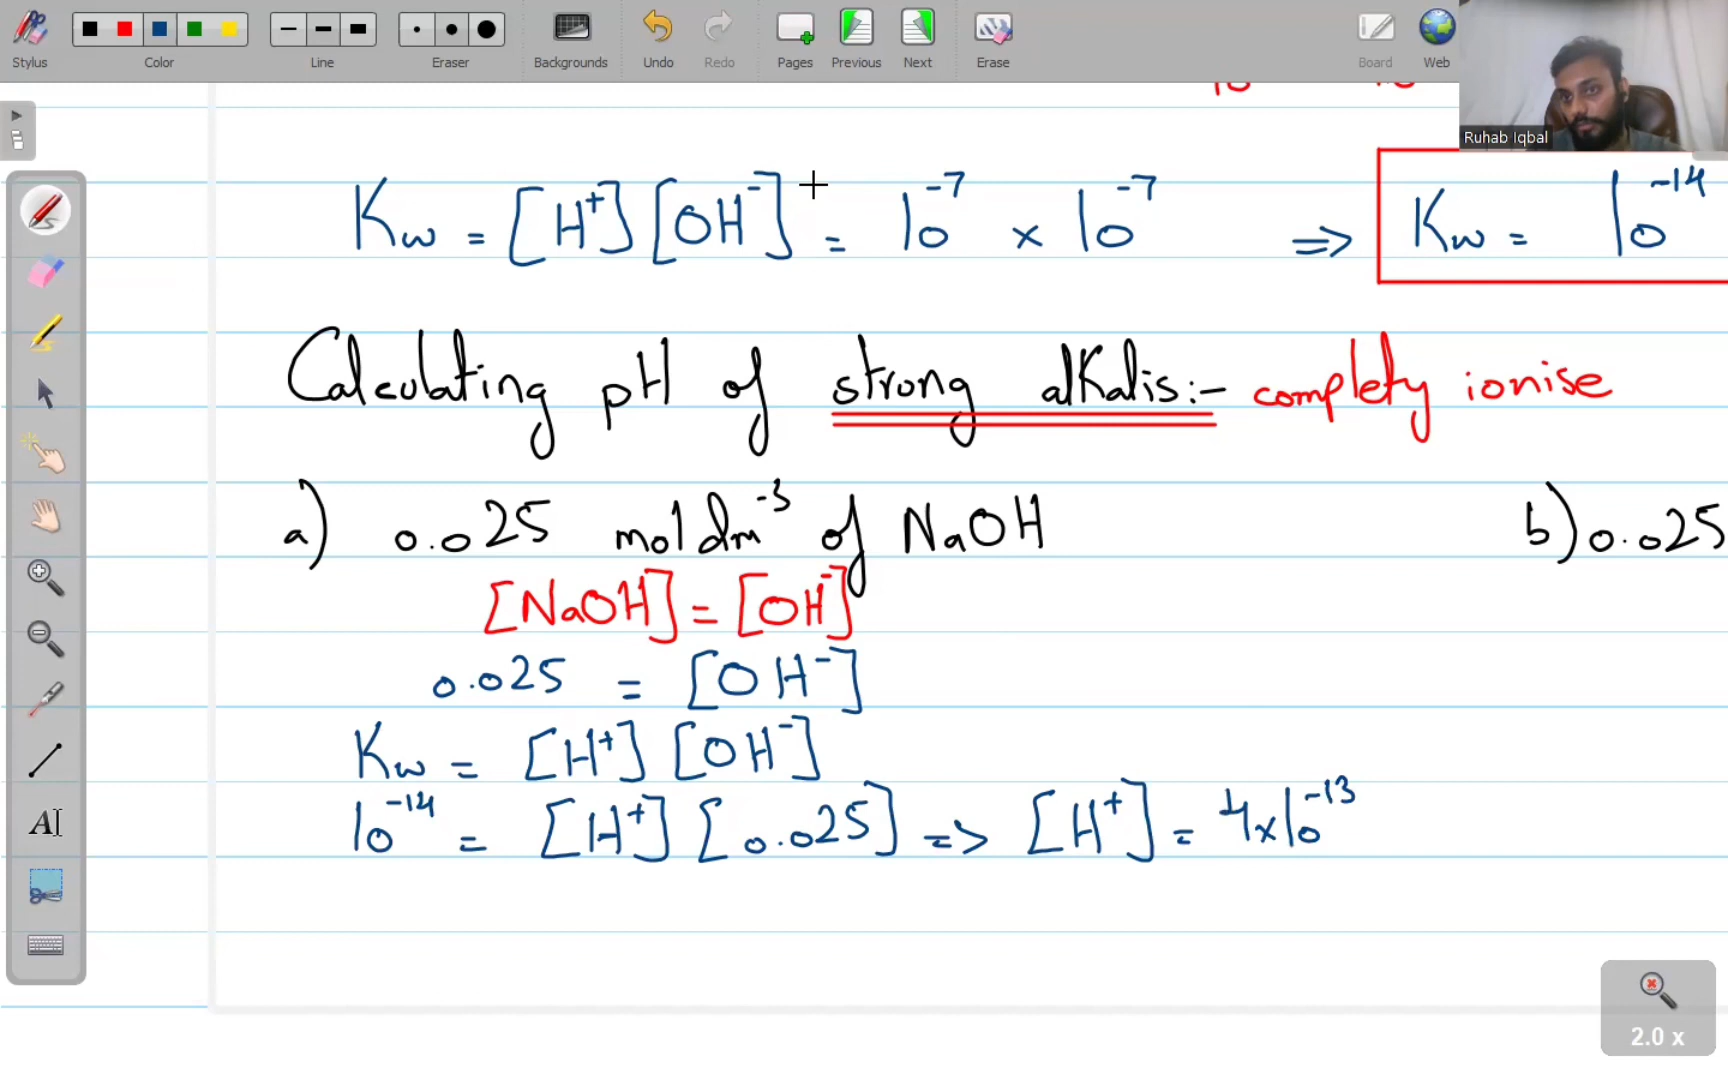 Stylus Color Line Eraser Backgrounds Undo Redo Pages Previous Next Erase Board Web
Ruhab Iqbal
Kw = [H⁺][OH⁻] = 10⁻⁷ × 10⁻⁷ => Kw = 10⁻¹⁴
Calculating pH of strong alkalis:- complety ionise
a) 0.025 mol dm⁻³ of NaOH b) 0.025
[NaOH] = [OH⁻]
0.025 = [OH⁻]
Kw = [H⁺][OH⁻]
10⁻¹⁴ = [H⁺][0.025] => [H⁺] = 4×10⁻¹³
2.0 x